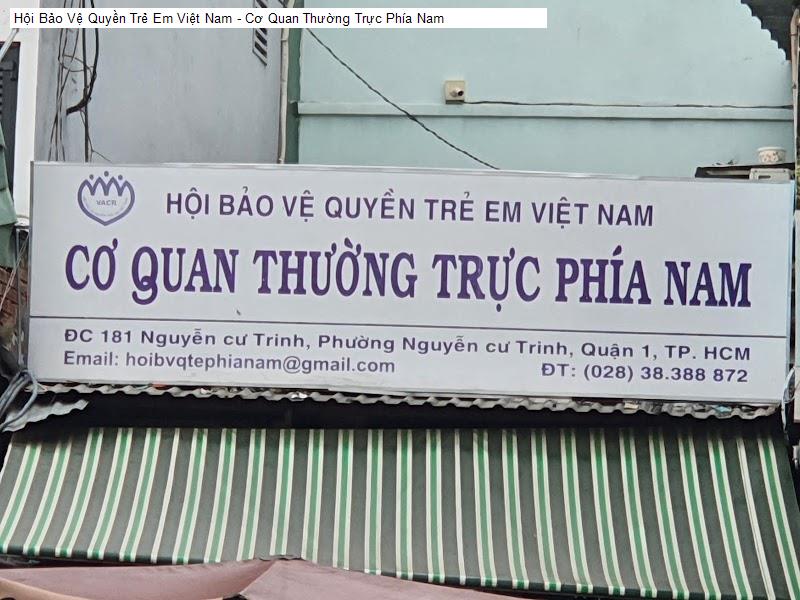 Hội Bảo Vệ Quyền Trẻ Em Việt Nam - Cơ Quan Thường Trực Phía Nam
VACR
HỘI BẢO VỆ QUYỀN TRẺ EM VIỆT NAM
CƠ QUAN THƯỜNG TRỰC PHÍA NAM
ĐC 181 Nguyễn cư Trinh, Phường Nguyễn cư Trinh, Quận 1, TP. HCM
Email: hoibvqtephianam@gmail.com ĐT: (028) 38.388 872